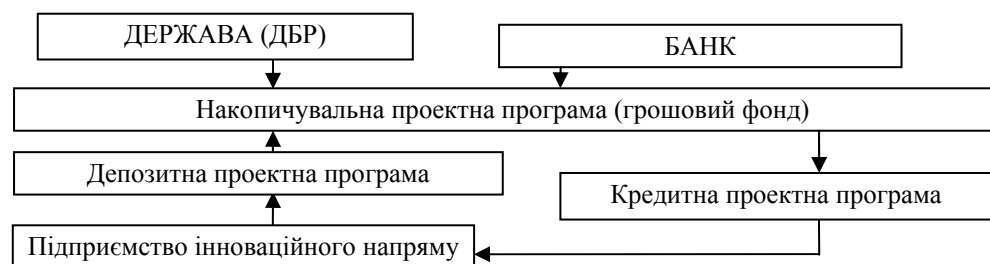 ДЕРЖАВА (ДБР)
БАНК
Накопичувальна проектна програма (грошовий фонд)
Депозитна проектна програма
Кредитна проектна програма
Підприємство інноваційного напряму